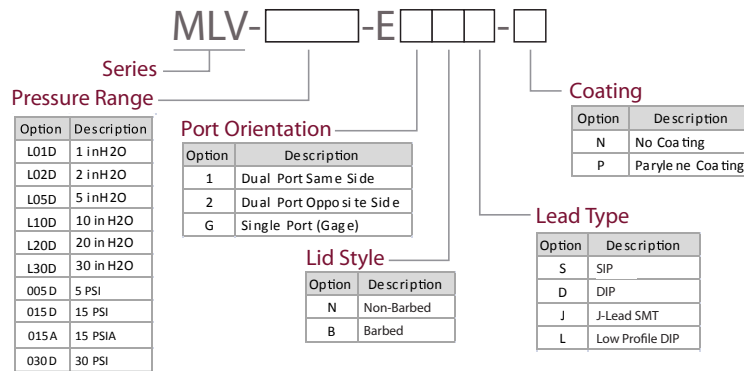 MLV- -E -
Series
Pressure Range
Option Description
L01D 1 inH2O
L02D 2 inH2O
L05D 5 inH2O
L10D 10 in H2O
L20D 20 in H2O
L30D 30 in H2O
005D 5 PSI
015D 15 PSI
015A 15 PSIA
030D 30 PSI
Port Orientation
Option Description
1 Dual Port Same Side
2 Dual Port Opposite Side
G Single Port (Gage)
Lid Style
Option Description
N Non-Barbed
B Barbed
Coating
Option Description
N No Coating
P Parylene Coating
Lead Type
Option Description
S SIP
D DIP
J J-Lead SMT
L Low Profile DIP